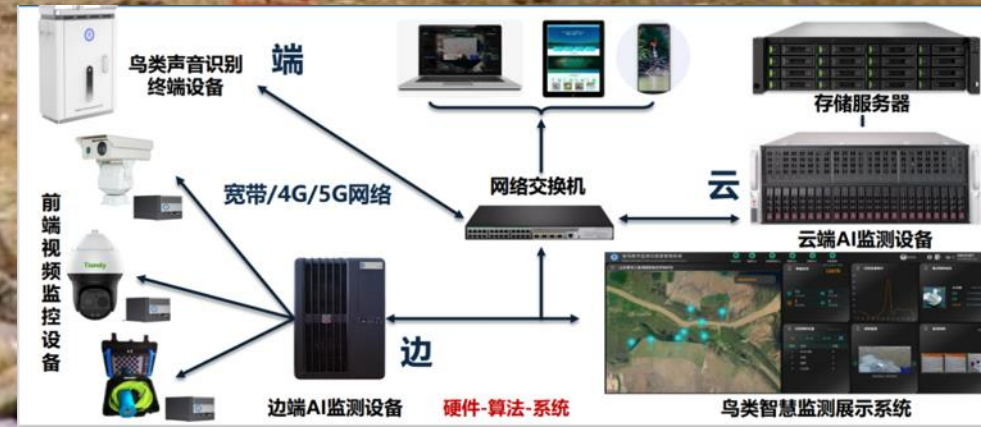 鸟类声音识别
终端设备
端
存储服务器
宽带/4G/5G网络
网络交换机
云
云端AI监测设备
前端视频监控设备
Tiandy
边
边端AI监测设备
硬件-算法-系统
鸟类智慧监测展示系统